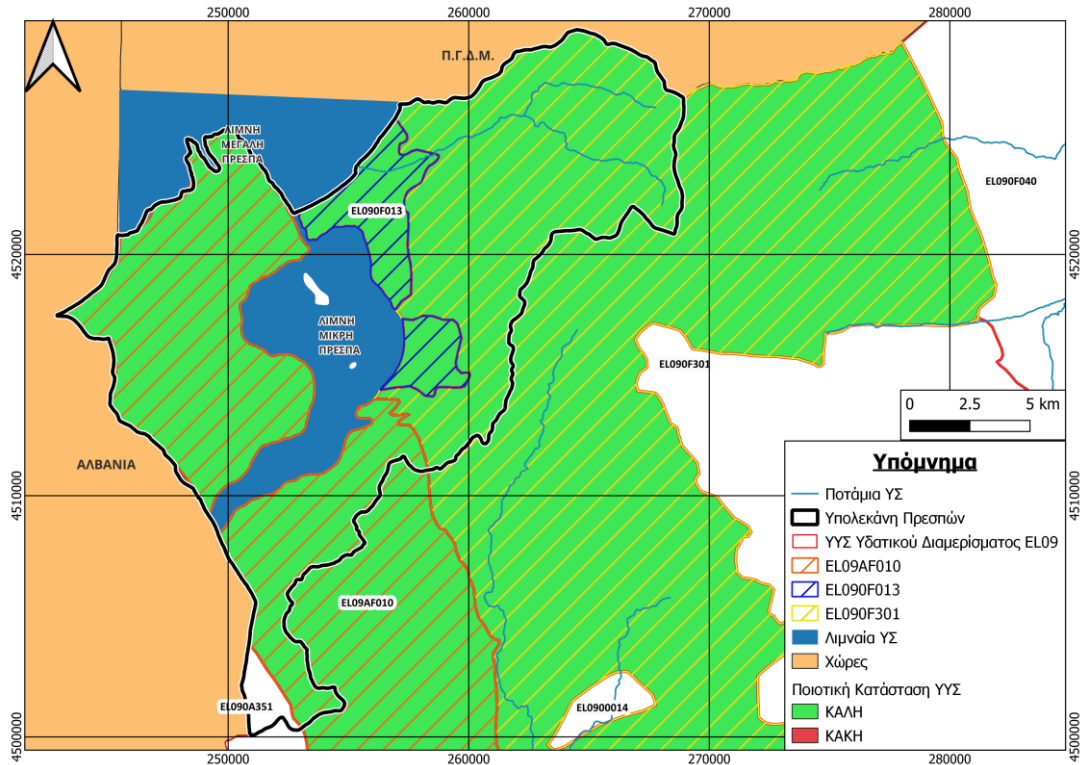 250000
260000
270000
280000
Π.Γ.Δ.Μ.
ΛΙΜΝΗ
ΜΕΓΑΛΗ
ΠΡΕΣΠΑ
EL090F040
EL090F013
4520000
4520000
ΛΙΜΝΗ
ΜΙΚΡΗ
ΠΡΕΣΠΑ
EL090F301
0 2.5 5 km
ΑΛΒΑΝΙΑ
Υπόμνημα
Ποτάμια ΥΣ
Υπολεκάνη Πρεσπών
ΥΥΣ Υδατικού Διαμερίσματος EL09
EL09AF010
EL090F013
EL090F301
Λιμναία ΥΣ
Χώρες
Ποιοτική Κατάσταση ΥΥΣ
ΚΑΛΗ
ΚΑΚΗ
4510000
4510000
EL09AF010
EL090A351
EL0900014
4500000
4500000
250000
260000
270000
280000